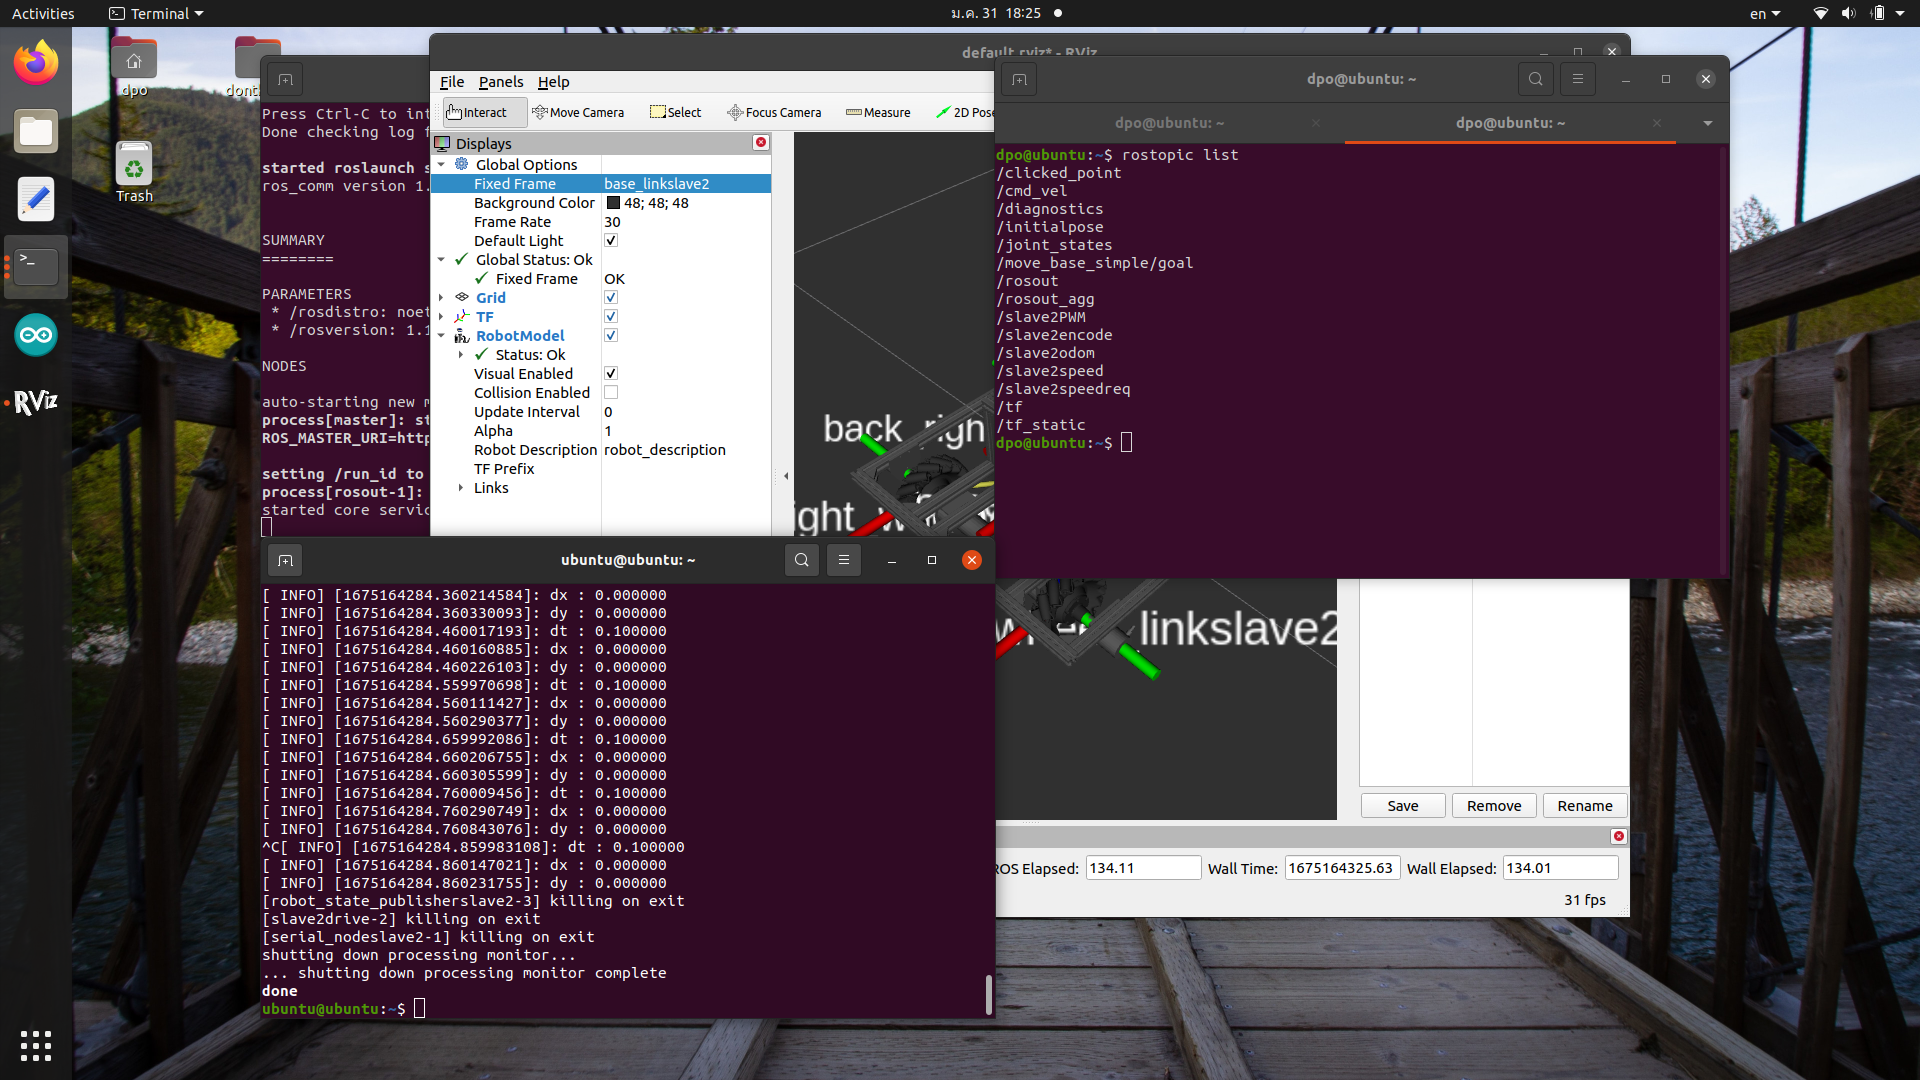 Activities
Terminal
ม.ค. 31 18:25
en
dpo
Trash
RViz
Press Ctrl-C to
Done checking log
started roslaunch
ros_comm version 1.
SUMMARY
========
PARAMETERS
* /rosdistro: noet
* /rosversion: 1.1
NODES
auto-starting new
process[master]:
ROS_MASTER_URI=http
setting /run_id to
process[rosout-1]:
started core servic
default.rviz* - RViz
File Panels Help
Interact Move Camera Select Focus Camera Measure 2D Pose
Displays
Global Options
Fixed Frame base_linkslave2
Background Color 48; 48; 48
Frame Rate 30
Default Light
Global Status: Ok
Fixed Frame OK
Grid
TF
RobotModel
Status: Ok
Visual Enabled
Collision Enabled
Update Interval 0
Alpha 1
Robot Description robot_description
TF Prefix
Links
back_righ
ight_w
linkslave2
Save Remove Rename
ROS Elapsed: 134.11 Wall Time: 1675164325.63 Wall Elapsed: 134.01
31 fps
dpo@ubuntu: ~
dpo@ubuntu: ~ dpo@ubuntu: ~
dpo@ubuntu:~$ rostopic list
/clicked_point
/cmd_vel
/diagnostics
/initialpose
/joint_states
/move_base_simple/goal
/rosout
/rosout_agg
/slave2PWM
/slave2encode
/slave2odom
/slave2speed
/slave2speedreq
/tf
/tf_static
dpo@ubuntu:~$
ubuntu@ubuntu: ~
[ INFO] [1675164284.360214584]: dx : 0.000000
[ INFO] [1675164284.360330093]: dy : 0.000000
[ INFO] [1675164284.460017193]: dt : 0.100000
[ INFO] [1675164284.460160885]: dx : 0.000000
[ INFO] [1675164284.460226103]: dy : 0.000000
[ INFO] [1675164284.559970698]: dt : 0.100000
[ INFO] [1675164284.560111427]: dx : 0.000000
[ INFO] [1675164284.560290377]: dy : 0.000000
[ INFO] [1675164284.659992086]: dt : 0.100000
[ INFO] [1675164284.660206755]: dx : 0.000000
[ INFO] [1675164284.660305599]: dy : 0.000000
[ INFO] [1675164284.760009456]: dt : 0.100000
[ INFO] [1675164284.760290749]: dx : 0.000000
[ INFO] [1675164284.760843076]: dy : 0.000000
^C[ INFO] [1675164284.859983108]: dt : 0.100000
[ INFO] [1675164284.860147021]: dx : 0.000000
[ INFO] [1675164284.860231755]: dy : 0.000000
[robot_state_publisherslave2-3] killing on exit
[slave2drive-2] killing on exit
[serial_nodeslave2-1] killing on exit
shutting down processing monitor...
... shutting down processing monitor complete
done
ubuntu@ubuntu:~$